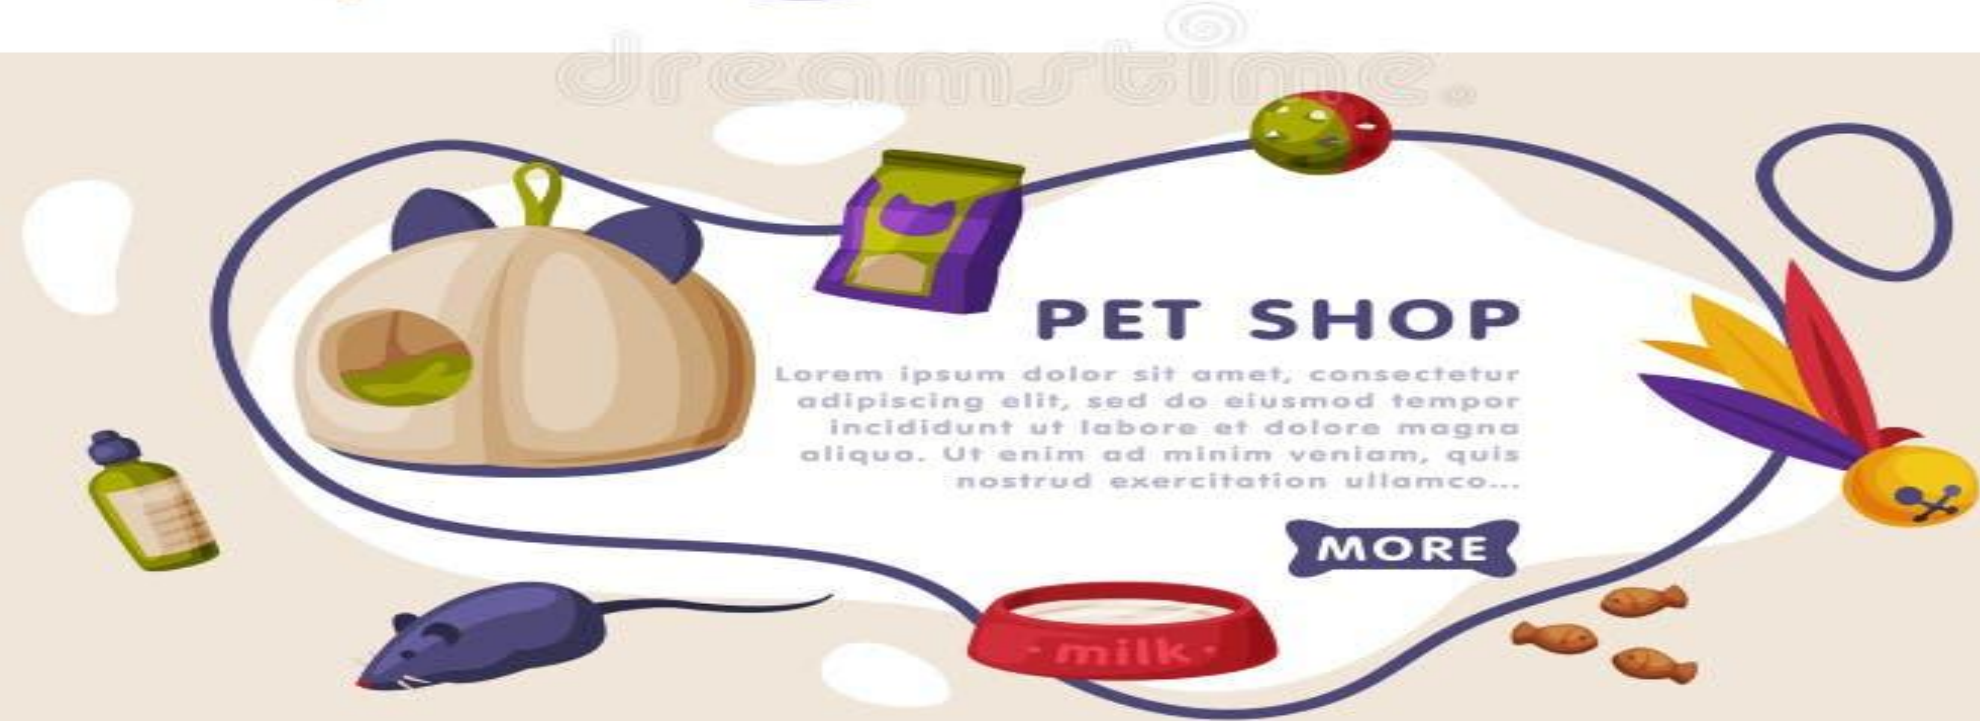 dreamstime.
PET SHOP
Lorem ipsum dolor sit amet, consectetur
adipiscing elit, sed do eiusmod tempor
incididunt ut labore et dolore magna
aliqua. Ut enim ad minim veniam, quis
nostrud exercitation ullamco...
MORE
milk